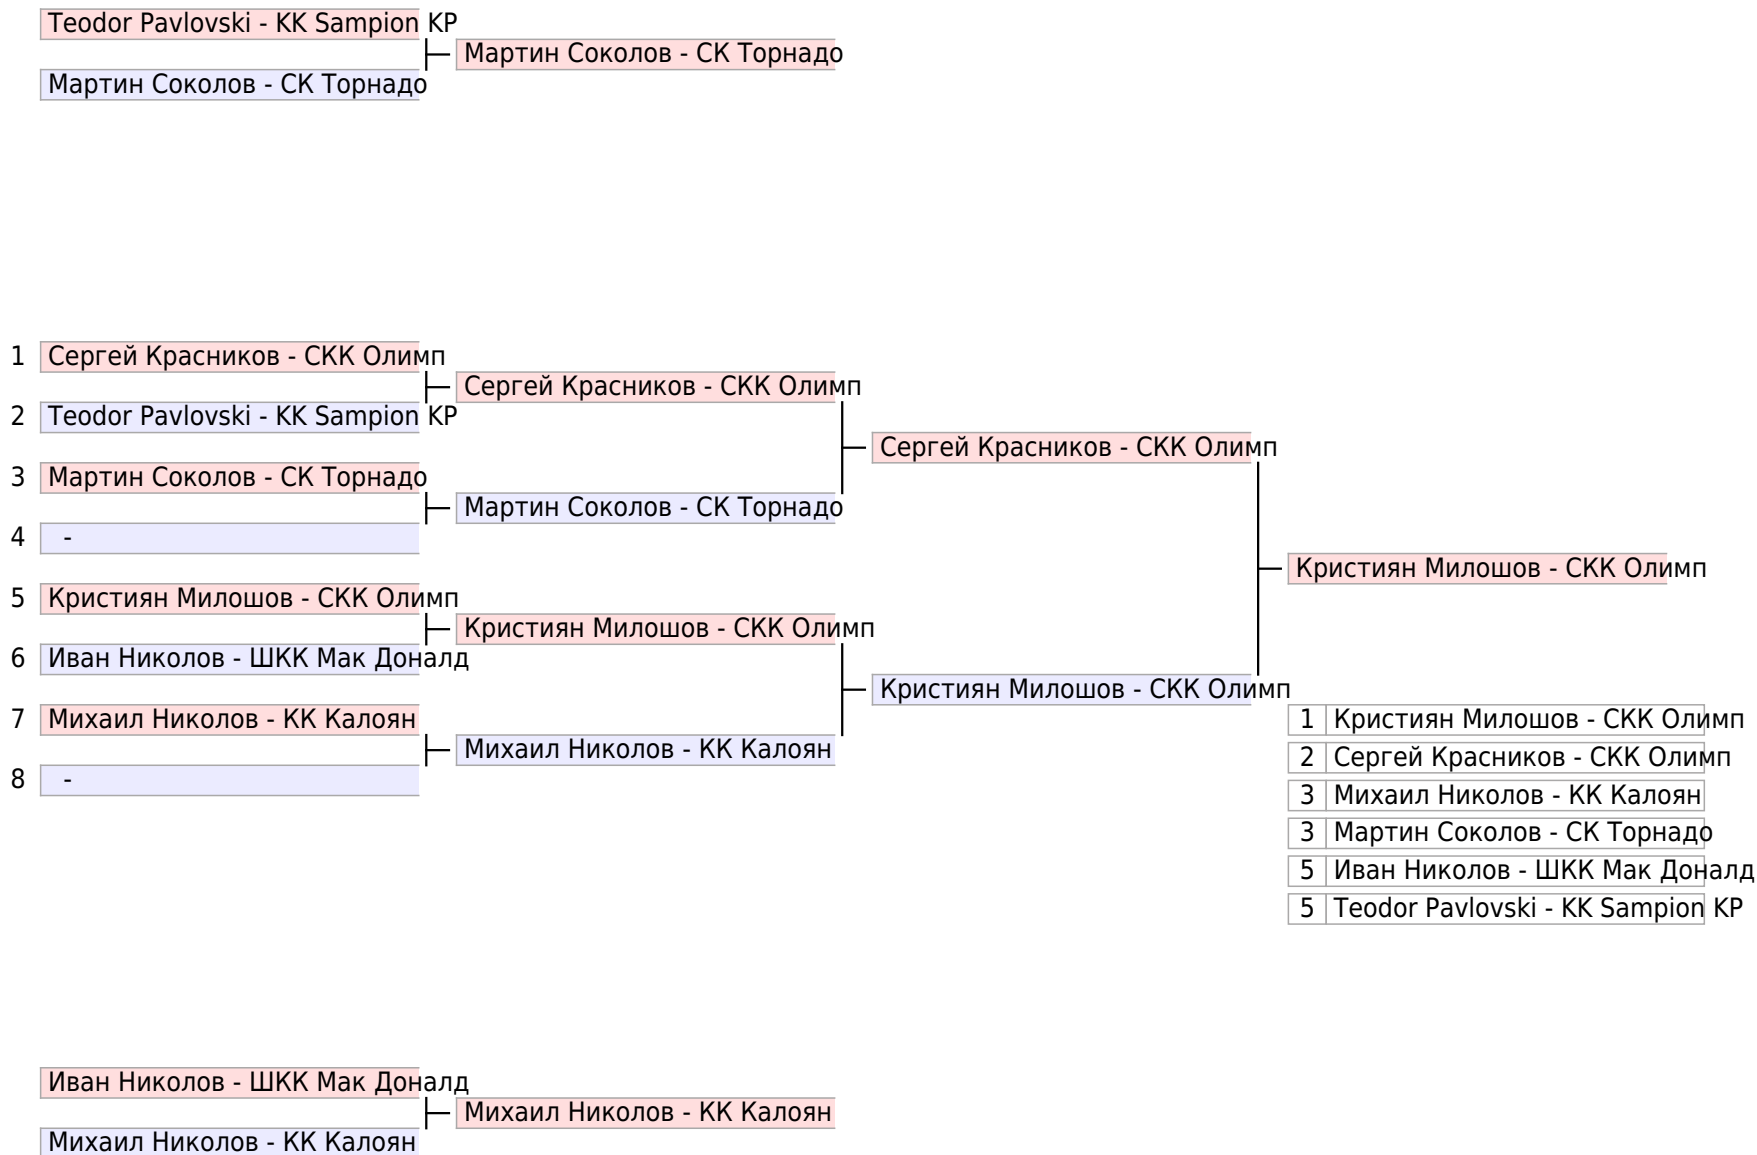 Teodor Pavlovski - KK Sampion KP
Мартин Соколов - СК Торнадо
Мартин Соколов - СК Торнадо
1 Сергей Красников - СКК Олимп
Сергей Красников - СКК Олимп
2 Teodor Pavlovski - KK Sampion KP
Сергей Красников - СКК Олимп
3 Мартин Соколов - СК Торнадо
Мартин Соколов - СК Торнадо
4 -
Кристиян Милошов - СКК Олимп
5 Кристиян Милошов - СКК Олимп
Кристиян Милошов - СКК Олимп
6 Иван Николов - ШКК Мак Доналд
Кристиян Милошов - СКК Олимп
7 Михаил Николов - КК Калоян
Михаил Николов - КК Калоян
8 -
1 Кристиян Милошов - СКК Олимп
2 Сергей Красников - СКК Олимп
3 Михаил Николов - КК Калоян
3 Мартин Соколов - СК Торнадо
5 Иван Николов - ШКК Мак Доналд
5 Teodor Pavlovski - KK Sampion KP
Иван Николов - ШКК Мак Доналд
Михаил Николов - КК Калоян
Михаил Николов - КК Калоян